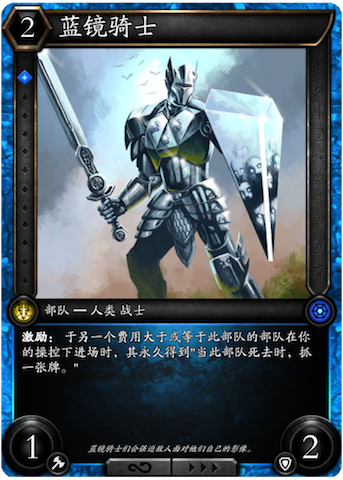 2
蓝镜骑士
部队 — 人类 战士
激励： 于另一个费用大于或等于此部队的部队在你
的操控下进场时，其永久得到"当此部队死去时，抓
一张牌。"
蓝镜骑士们会强迫敌人面对他们自己的影像。
1
2